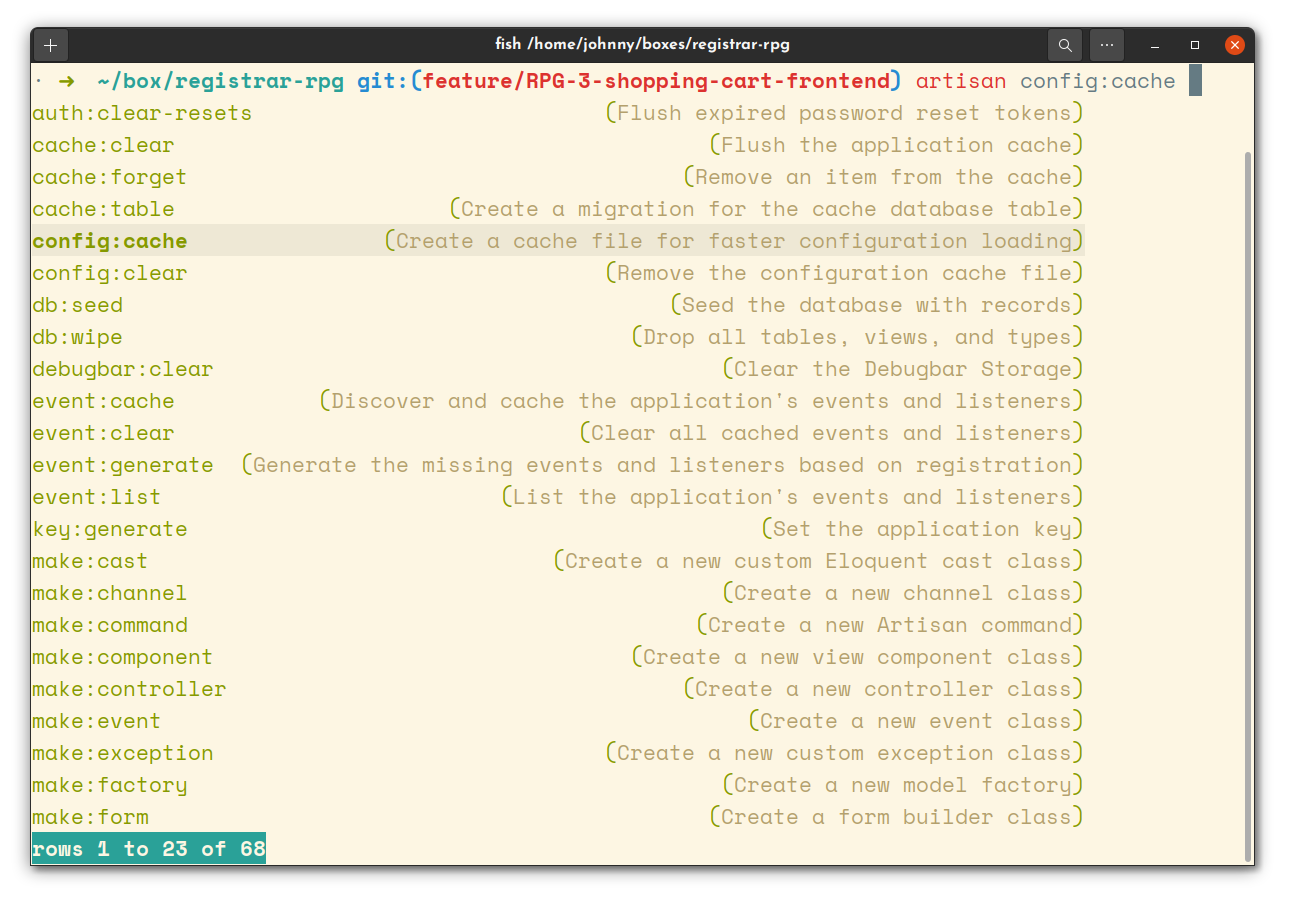 fish /home/johnny/boxes/registrar-rpg
· ➜ ~/box/registrar-rpg git:(feature/RPG-3-shopping-cart-frontend) artisan config:cache
auth:clear-resets (Flush expired password reset tokens)
cache:clear (Flush the application cache)
cache:forget (Remove an item from the cache)
cache:table (Create a migration for the cache database table)
config:cache (Create a cache file for faster configuration loading)
config:clear (Remove the configuration cache file)
db:seed (Seed the database with records)
db:wipe (Drop all tables, views, and types)
debugbar:clear (Clear the Debugbar Storage)
event:cache (Discover and cache the application's events and listeners)
event:clear (Clear all cached events and listeners)
event:generate (Generate the missing events and listeners based on registration)
event:list (List the application's events and listeners)
key:generate (Set the application key)
make:cast (Create a new custom Eloquent cast class)
make:channel (Create a new channel class)
make:command (Create a new Artisan command)
make:component (Create a new view component class)
make:controller (Create a new controller class)
make:event (Create a new event class)
make:exception (Create a new custom exception class)
make:factory (Create a new model factory)
make:form (Create a form builder class)
rows 1 to 23 of 68